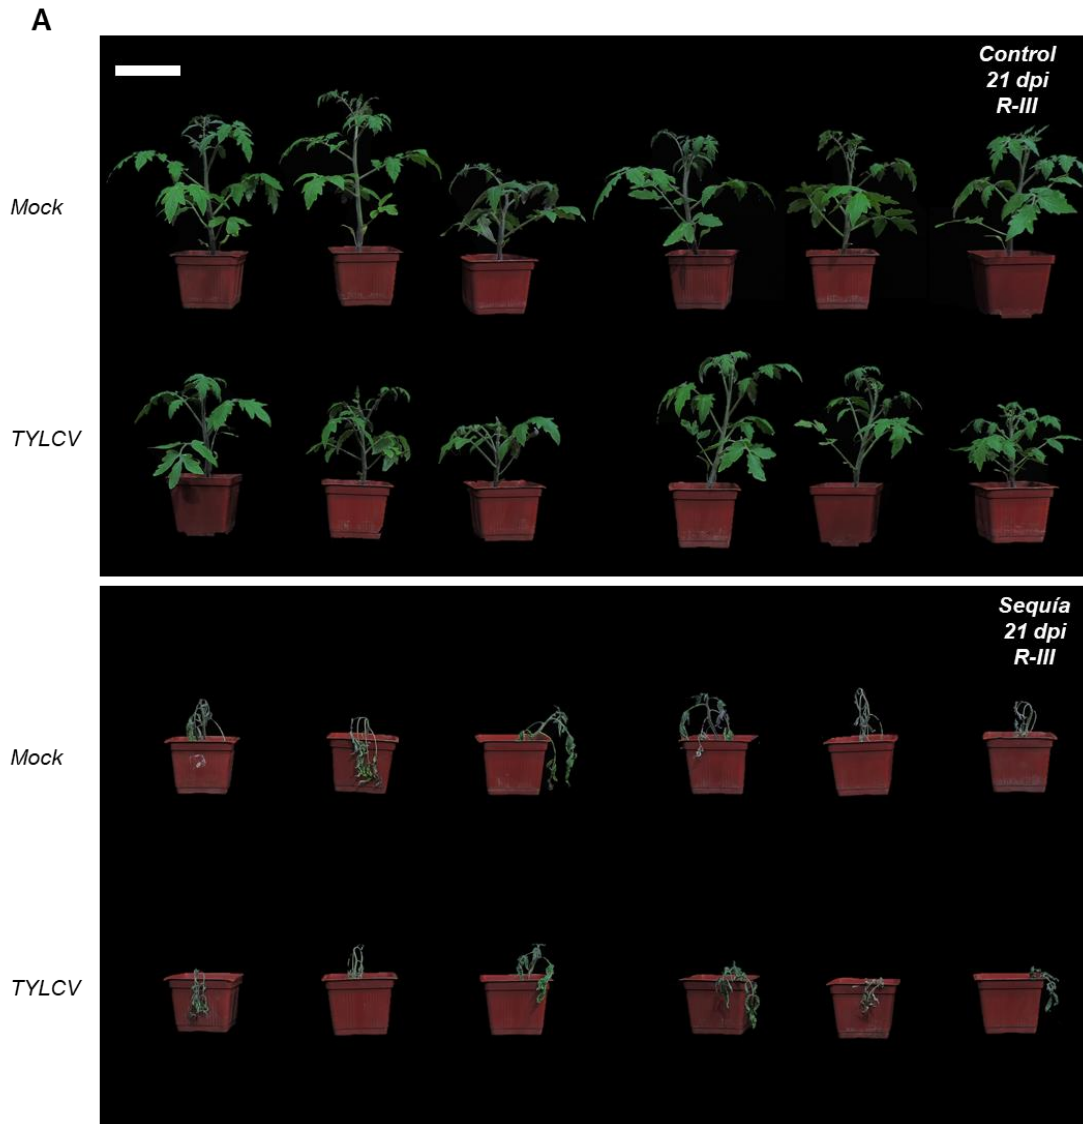 A
Control
21 dpi
R-III
Mock
TYLCV
Sequía
21 dpi
R-III
Mock
TYLCV